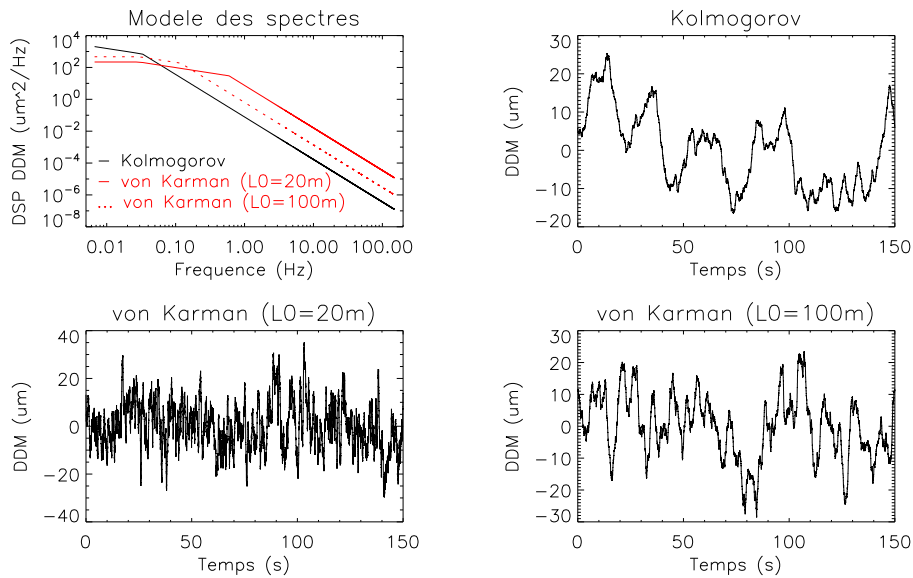 Modele des spectres
DSP DDM (um^2/Hz)
10^4
10^2
10^0
10^-2
10^-4
10^-6
10^-8
Kolmogorov
von Karman (L0=20m)
von Karman (L0=100m)
0.01 0.10 1.00 10.00 100.00
Frequence (Hz)
Kolmogorov
DDM (um)
30
20
10
0
-10
-20
0 50 100 150
Temps (s)
von Karman (L0=20m)
DDM (um)
40
20
0
-20
-40
0 50 100 150
Temps (s)
von Karman (L0=100m)
DDM (um)
30
20
10
0
-10
-20
-30
0 50 100 150
Temps (s)